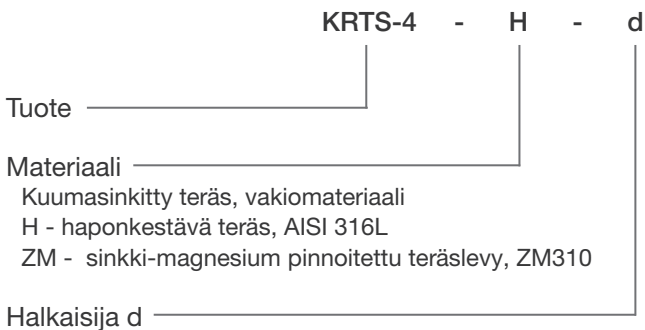 KRTS-4 - H - d
Tuote
Materiaali
Kuumasinkitty teräs, vakiomateriaali
H - haponkestävä teräs, AISI 316L
ZM - sinkki-magnesium pinnoitettu teräslevy, ZM310
Halkaisija d